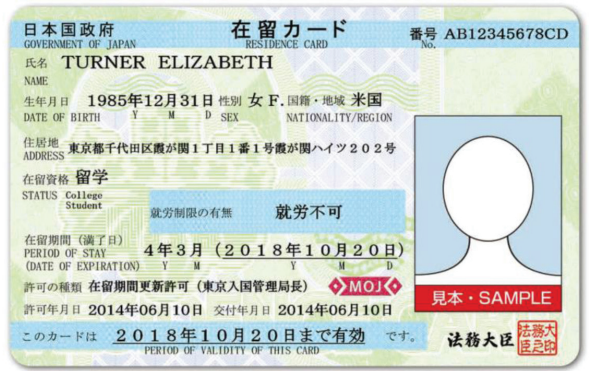 日本国政府 在留カード 番号 AB12345678CD
GOVERNMENT OF JAPAN RESIDENCE CARD No.
氏名 TURNER ELIZABETH
NAME
生年月日 1985年12月31日 性別 女 F. 国籍・地域 米国
DATE OF BIRTH Y M D SEX NATIONALITY/REGION
住居地 東京都千代田区霞が関1丁目1番1号霞が関ハイツ202号
ADDRESS
在留資格 留学
STATUS College
Student
就労制限の有無 就労不可
在留期間(満了日) 4年3月(2018年10月20日)
PERIOD OF STAY
(DATE OF EXPIRATION) Y M Y M D
許可の種類 在留期間更新許可(東京入国管理局長) MOJ
許可年月日 2014年06月10日 交付年月日 2014年06月10日
見本・SAMPLE
このカードは 2018年10月20日まで有効 です。
PERIOD OF VALIDITY OF THIS CARD
法務大臣 法務大臣之印